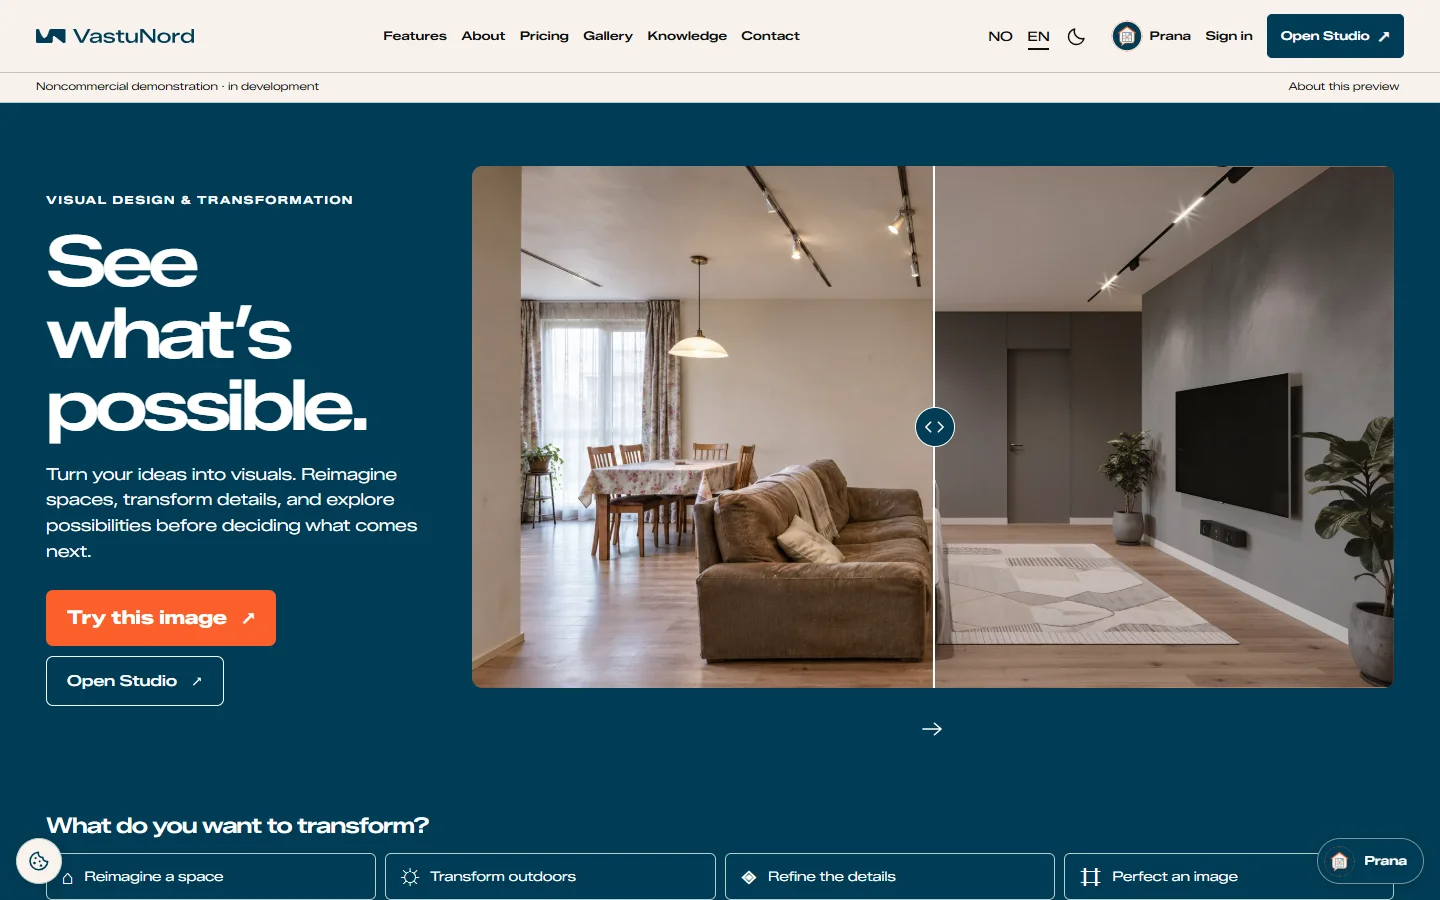 VastuNord
Features About Pricing Gallery Knowledge Contact
NO EN
Prana Sign in Open Studio ↗
Noncommercial demonstration · in development
About this preview
VISUAL DESIGN & TRANSFORMATION
See
what’s
possible.
Turn your ideas into visuals. Reimagine
spaces, transform details, and explore
possibilities before deciding what comes
next.
Try this image ↗
Open Studio ↗
What do you want to transform?
Reimagine a space
Transform outdoors
Refine the details
Perfect an image
Prana